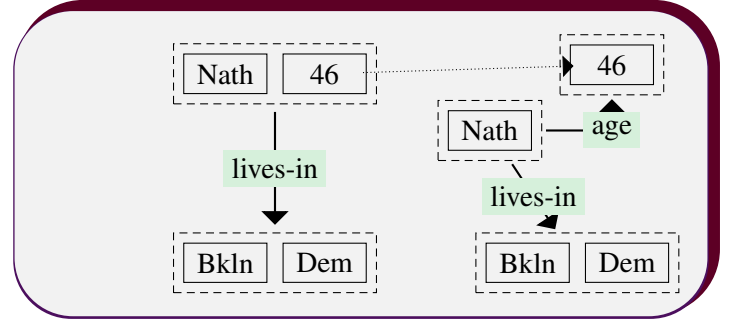 Nath 46
lives-in
Bkln Dem
46
Nath
age
lives-in
Bkln Dem